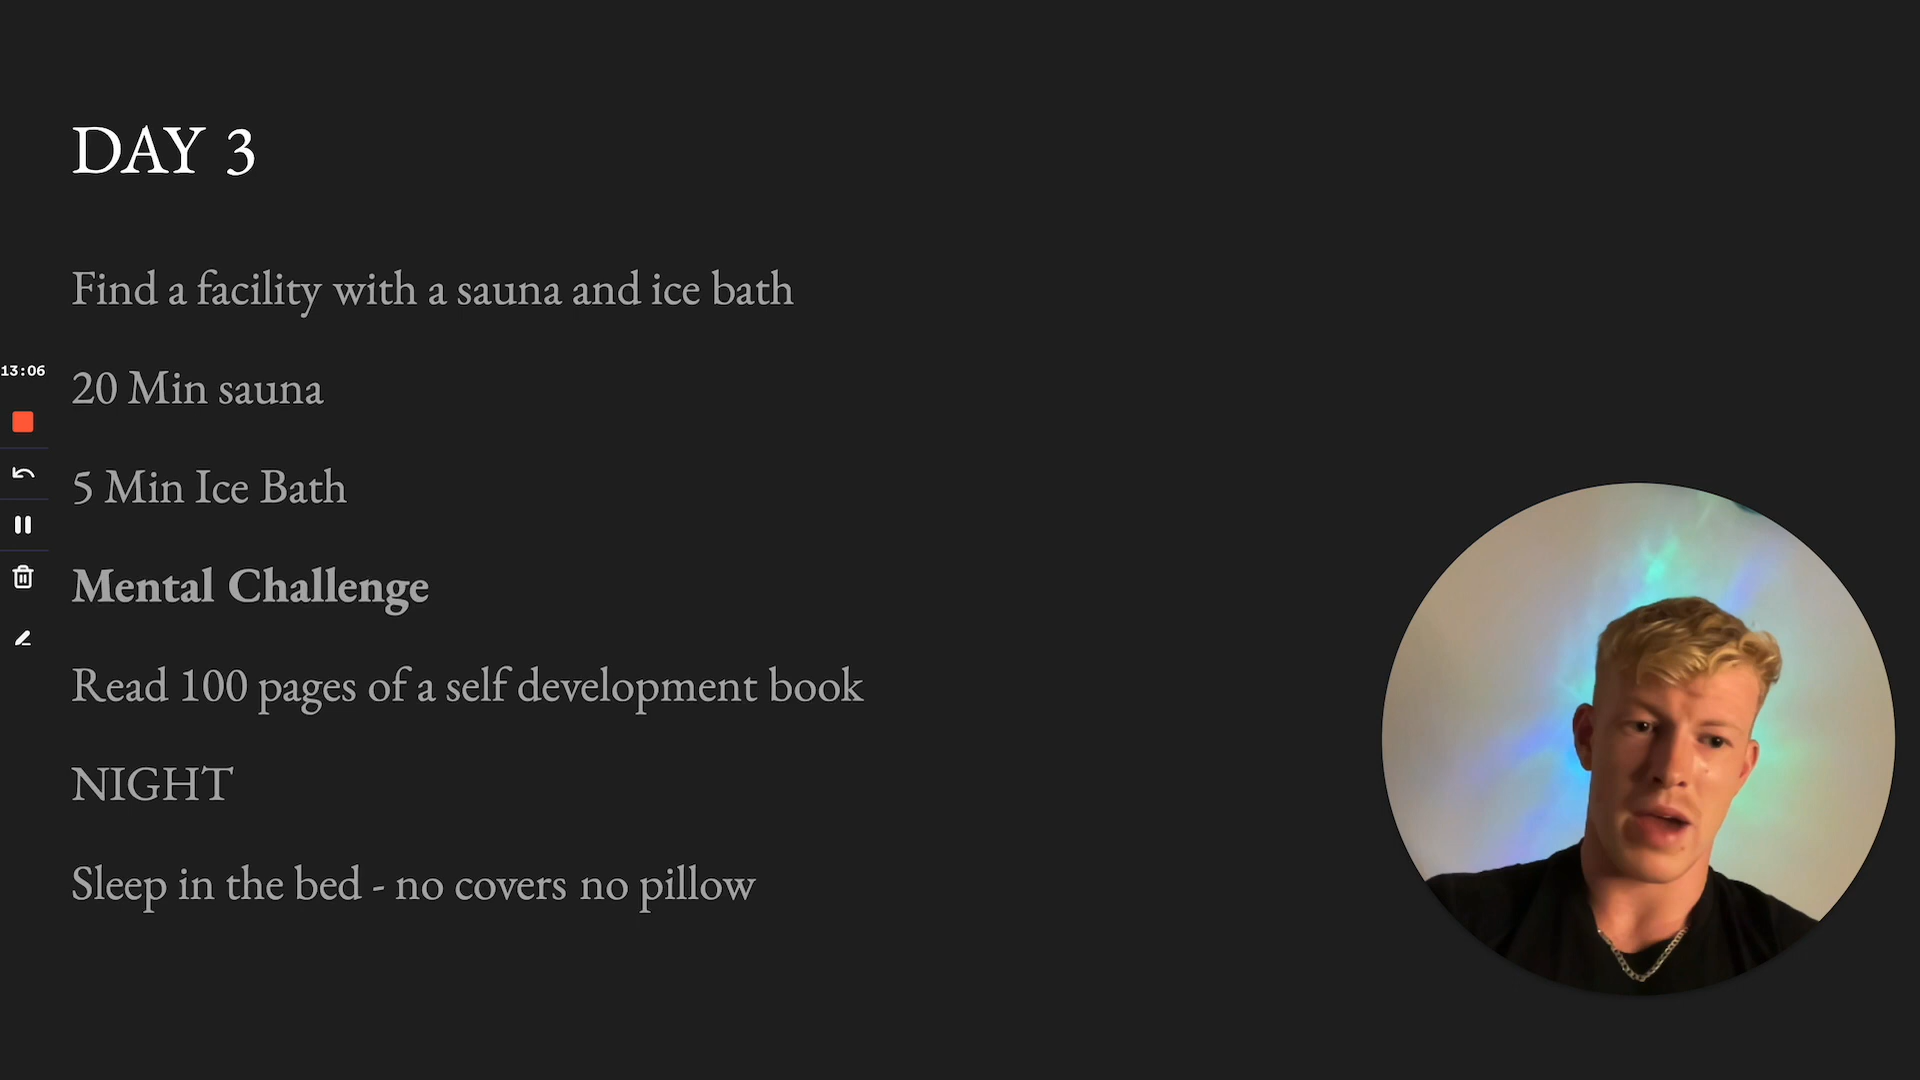 DAY 3
Find a facility with a sauna and ice bath
13:06
20 Min sauna
5 Min Ice Bath
Mental Challenge
Read 100 pages of a self development book
NIGHT
Sleep in the bed - no covers no pillow